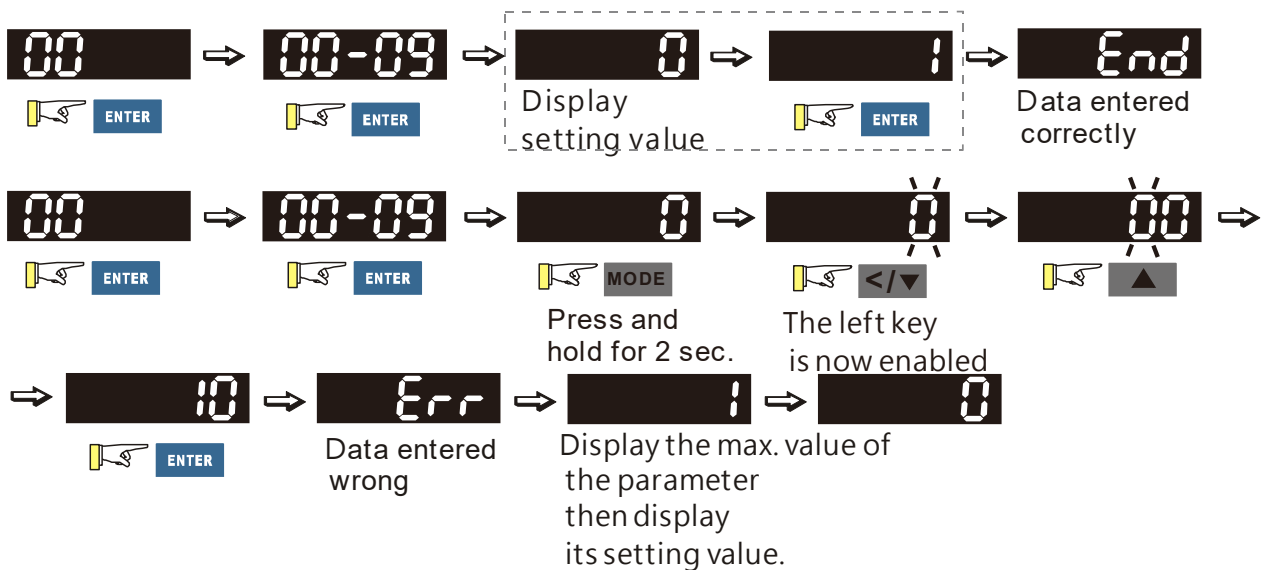 00 00-09 0 1 End
ENTER ENTER Display ENTER Data entered
setting value correctly
00 00-09 0 0 00
ENTER ENTER MODE </▼ ▲
Press and The left key
hold for 2 sec. is now enabled
10 Err 1 0
ENTER Data entered Display the max. value of
wrong the parameter
then display
its setting value.